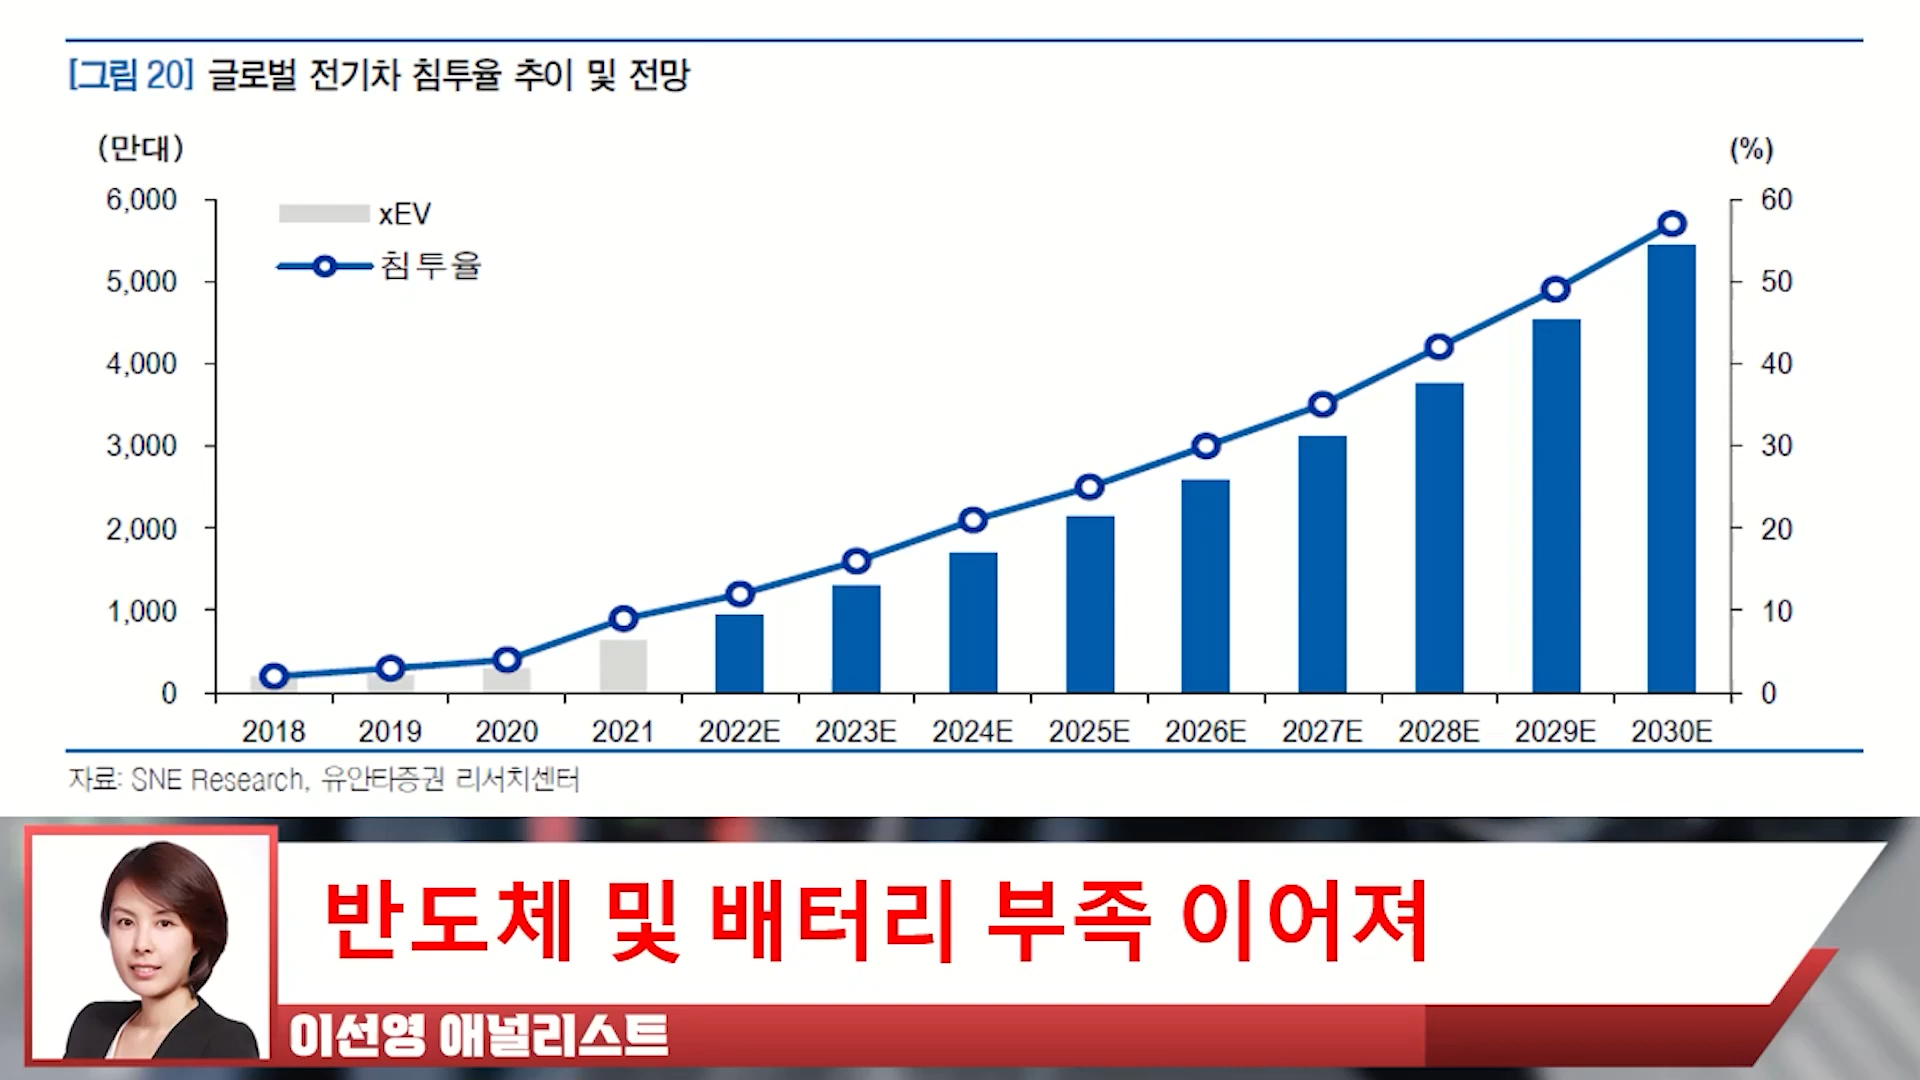 [그림 20] 글로벌 전기차 침투율 추이 및 전망
(만대)
(%)
6,000
5,000
4,000
3,000
2,000
1,000
0
xEV
침투율
60
50
40
30
20
10
0
2018 2019 2020 2021 2022E 2023E 2024E 2025E 2026E 2027E 2028E 2029E 2030E
자료: SNE Research, 유안타증권 리서치센터
반도체 및 배터리 부족 이어져
이선영 애널리스트